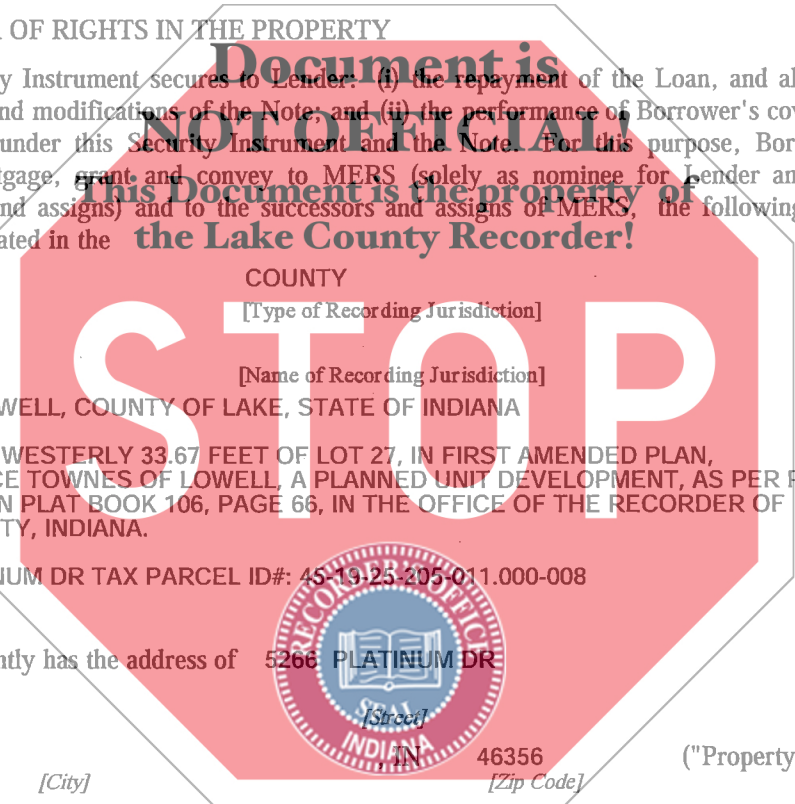 OF RIGHTS IN THE PROPERTY
Document is
y Instrument secures to Lender: (i) the repayment of the Loan, and al
nd modifications of the Note; and (ii) the performance of Borrower's cov
NOT OFFICIAL!
under this Security Instrument and the Note. For this purpose, Bor
tgage, grant and convey to MERS (solely as nominee for Lender an
This Document is the property of
nd assigns) and to the successors and assigns of MERS, the following
ated in the
the Lake County Recorder!
COUNTY
[Type of Recording Jurisdiction]
STOP
[Name of Recording Jurisdiction]
WELL, COUNTY OF LAKE, STATE OF INDIANA
WESTERLY 33.67 FEET OF LOT 27, IN FIRST AMENDED PLAN,
CE TOWNES OF LOWELL, A PLANNED UNIT DEVELOPMENT, AS PER P
N PLAT BOOK 106, PAGE 66, IN THE OFFICE OF THE RECORDER OF
TY, INDIANA.
NUM DR TAX PARCEL ID#: 45-19-25-205-011.000-008
RECORDER'S OFFICE
ntly has the address of 5266 PLATINUM DR
SEAL
[Street]
INDIANA
, IN 46356 ("Property
[City] [Zip Code]